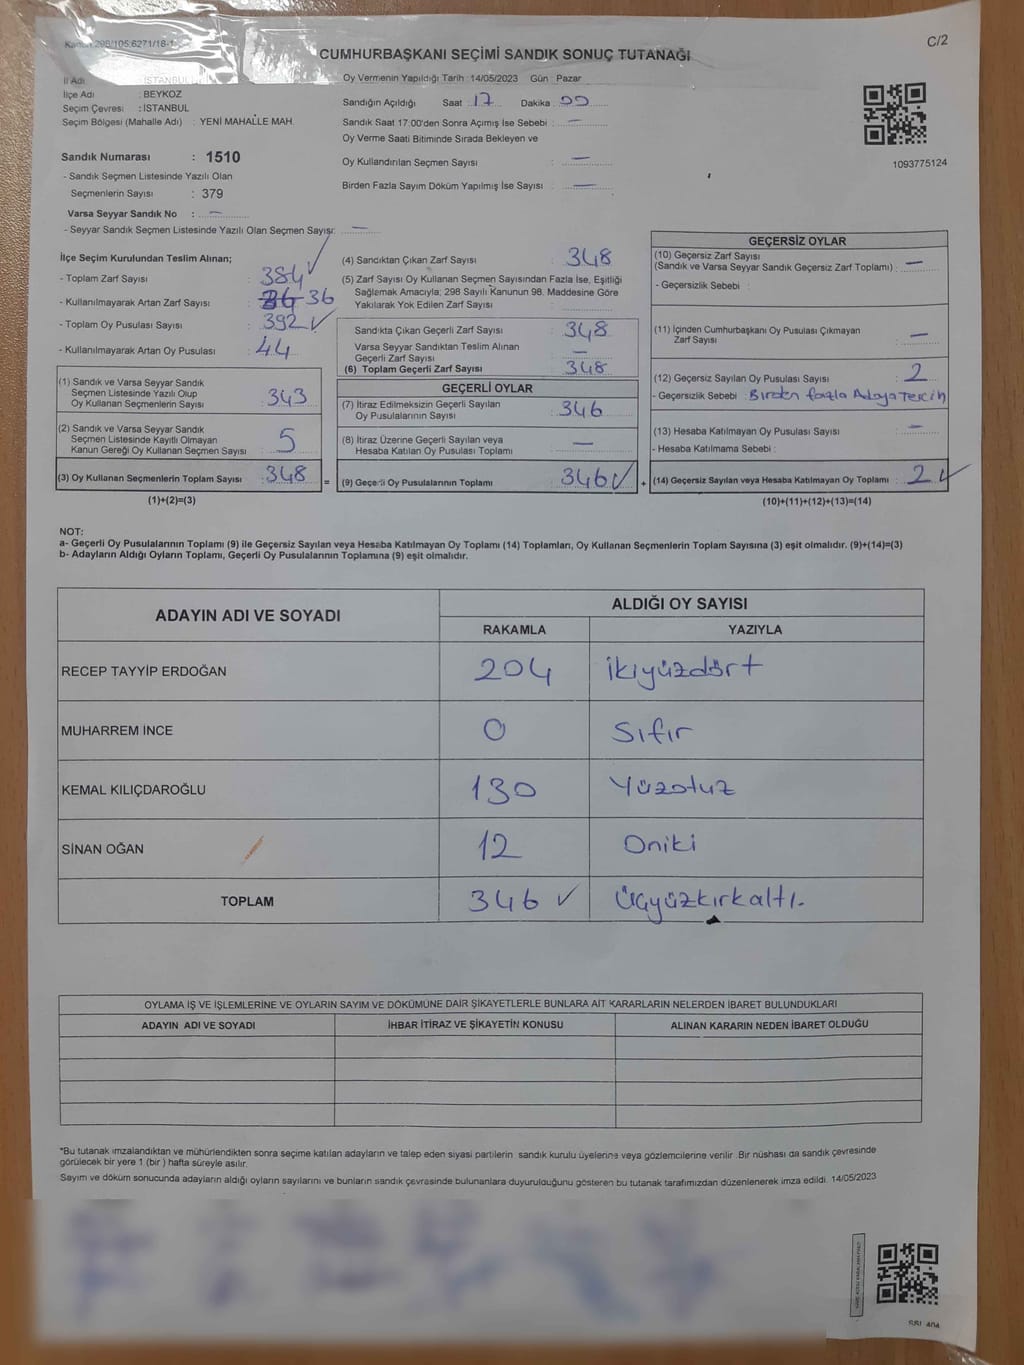 Kanun 298/105:6271/18-1
C/2
CUMHURBAŞKANI SEÇİMİ SANDIK SONUÇ TUTANAĞI
İl Adı : İSTANBUL
İlçe Adı : BEYKOZ
Seçim Çevresi : İSTANBUL
Seçim Bölgesi (Mahalle Adı) : YENİ MAHALLE MAH.
Oy Vermenin Yapıldığı Tarih :14/05/2023 Gün : Pazar
Sandığın Açıldığı Saat :17 Dakika :00
Sandık Saat 17:00'den Sonra Açımış İse Sebebi : —
Oy Verme Saati Bitiminde Sırada Bekleyen ve
Oy Kullandırılan Seçmen Sayısı : —
Birden Fazla Sayım Döküm Yapılmış İse Sayısı : —
1093775124
Sandık Numarası : 1510
- Sandık Seçmen Listesinde Yazılı Olan
Seçmenlerin Sayısı : 379
Varsa Seyyar Sandık No : —
- Seyyar Sandık Seçmen Listesinde Yazılı Olan Seçmen Sayısı: —
İlçe Seçim Kurulundan Teslim Alınan;
- Toplam Zarf Sayısı : 384 ✓
- Kullanılmayarak Artan Zarf Sayısı : 36
- Toplam Oy Pusulası Sayısı : 392 ✓
- Kullanılmayarak Artan Oy Pusulası : 44
(1) Sandık ve Varsa Seyyar Sandık
Seçmen Listesinde Yazılı Olup
Oy Kullanan Seçmenlerin Sayısı : 343
(2) Sandık ve Varsa Seyyar Sandık
Seçmen Listesinde Kayıtlı Olmayan
Kanun Gereği Oy Kullanan Seçmen Sayısı : 5
(3) Oy Kullanan Seçmenlerin Toplam Sayısı : 348
(1)+(2)=(3)
=
(4) Sandıktan Çıkan Zarf Sayısı : 348
(5) Zarf Sayısı Oy Kullanan Seçmen Sayısından Fazla İse, Eşitliği
Sağlamak Amacıyla; 298 Sayılı Kanunun 98. Maddesine Göre
Yakılarak Yok Edilen Zarf Sayısı :
Sandıkta Çıkan Geçerli Zarf Sayısı : 348
Varsa Seyyar Sandıktan Teslim Alınan
Geçerli Zarf Sayısı : —
(6) Toplam Geçerli Zarf Sayısı : 348
GEÇERLİ OYLAR
(7) İtiraz Edilmeksizin Geçerli Sayılan
Oy Pusulalarının Sayısı : 346
(8) İtiraz Üzerine Geçerli Sayılan veya
Hesaba Katılan Oy Pusulası Toplamı : —
(9) Geçerli Oy Pusulalarının Toplamı : 346 ✓
+
GEÇERSİZ OYLAR
(10) Geçersiz Zarf Sayısı
(Sandık ve Varsa Seyyar Sandık Geçersiz Zarf Toplamı) : —
- Geçersizlik Sebebi :
(11) İçinden Cumhurbaşkanı Oy Pusulası Çıkmayan
Zarf Sayısı : —
(12) Geçersiz Sayılan Oy Pusulası Sayısı : 2
- Geçersizlik Sebebi : Birden fazla Adaya Tercih
(13) Hesaba Katılmayan Oy Pusulası Sayısı : —
- Hesaba Katılmama Sebebi :
(14) Geçersiz Sayılan veya Hesaba Katılmayan Oy Toplamı : 2 ✓
(10)+(11)+(12)+(13)=(14)
NOT:
a- Geçerli Oy Pusulalarının Toplamı (9) ile Geçersiz Sayılan veya Hesaba Katılmayan Oy Toplamı (14) Toplamları, Oy Kullanan Seçmenlerin Toplam Sayısına (3) eşit olmalıdır. (9)+(14)=(3)
b- Adayların Aldığı Oyların Toplamı, Geçerli Oy Pusulalarının Toplamına (9) eşit olmalıdır.
ADAYIN ADI VE SOYADI ALDIĞI OY SAYISI
RAKAMLA YAZIYLA
RECEP TAYYİP ERDOĞAN 204 İkiyüzdört
MUHARREM İNCE 0 Sıfır
KEMAL KILIÇDAROĞLU 130 Yüzotuz
SİNAN OĞAN 12 Oniki
TOPLAM 346 ✓ Üçyüzkırkaltı.
OYLAMA İŞ VE İŞLEMLERİNE VE OYLARIN SAYIM VE DÖKÜMÜNE DAİR ŞİKAYETLERLE BUNLARA AİT KARARLARIN NELERDEN İBARET BULUNDUKLARI
ADAYIN ADI VE SOYADI İHBAR İTİRAZ VE ŞİKAYETİN KONUSU ALINAN KARARIN NEDEN İBARET OLDUĞU
*Bu tutanak imzalandıktan ve mühürlendikten sonra seçime katılan adayların ve talep eden siyasi partilerin sandık kurulu üyelerine veya gözlemcilerine verilir. Bir nüshası da sandık çevresinde
görülecek bir yere 1 (bir ) hafta süreyle asılır.
Sayım ve döküm sonucunda adayların aldığı oyların sayılarını ve bunların sandık çevresinde bulunanlara duyurulduğunu gösteren bu tutanak tarafımızdan düzenlenerek imza edildi. 14/05/2023